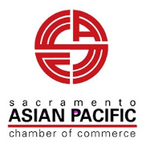 sacramento
ASIAN PACIFIC
chamber of commerce